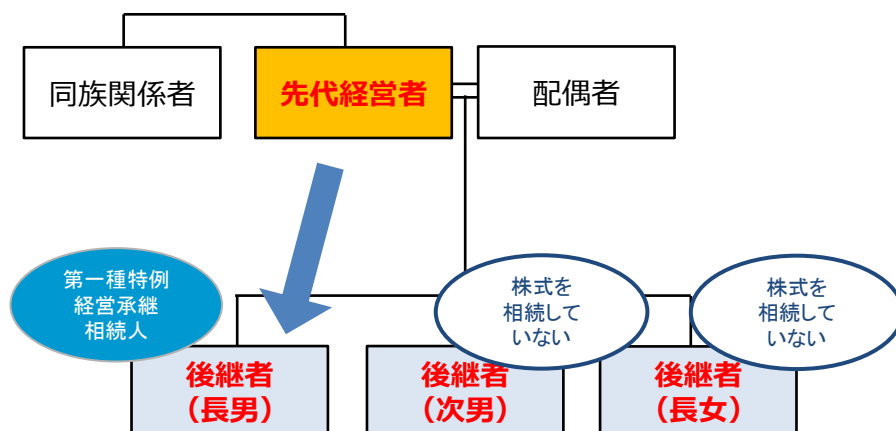 同族関係者
先代経営者
配偶者
第一種特例
経営承継
相続人
株式を
相続して
いない
株式を
相続して
いない
後継者
（長男）
後継者
（次男）
後継者
（長女）